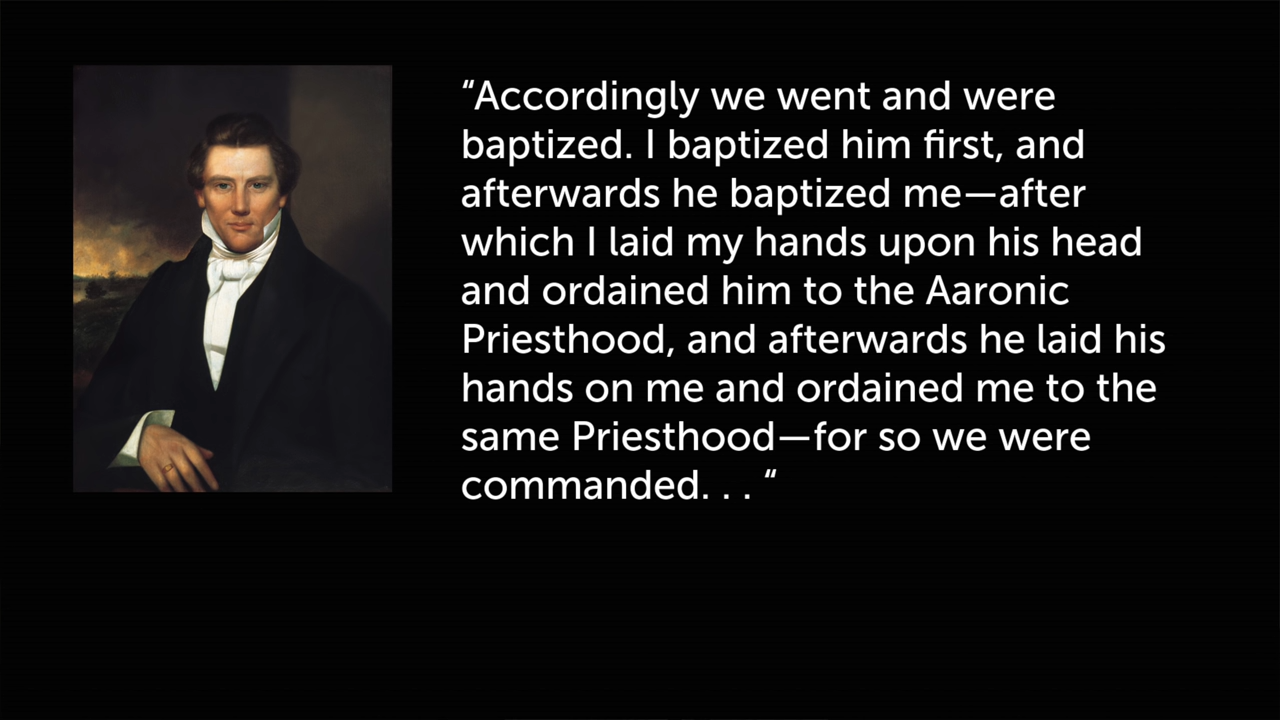 “Accordingly we went and were
baptized. I baptized him first, and
afterwards he baptized me—after
which I laid my hands upon his head
and ordained him to the Aaronic
Priesthood, and afterwards he laid his
hands on me and ordained me to the
same Priesthood—for so we were
commanded. . . “